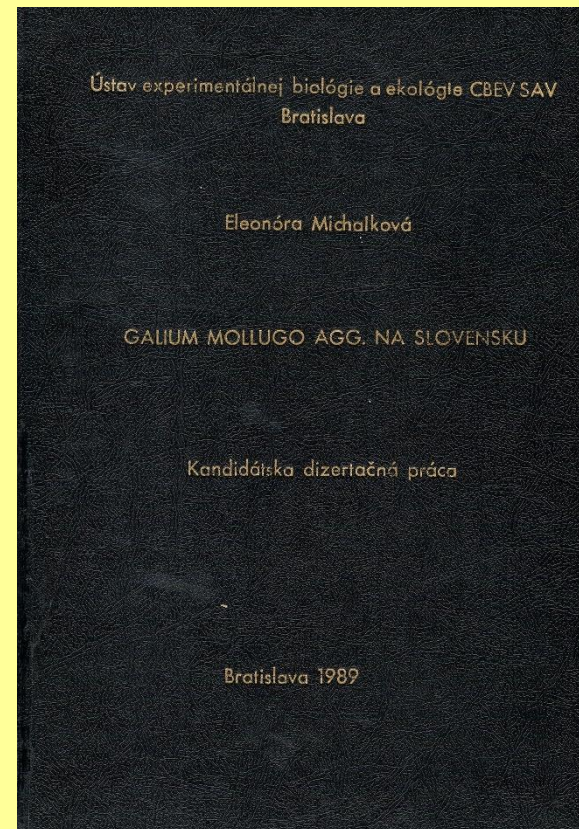 Ústav experimentálnej biológie a ekológie CBEV SAV
Bratislava
Eleonóra Michalková
GALIUM MOLLUGO AGG. NA SLOVENSKU
Kandidátska dizertačná práca
Bratislava 1989